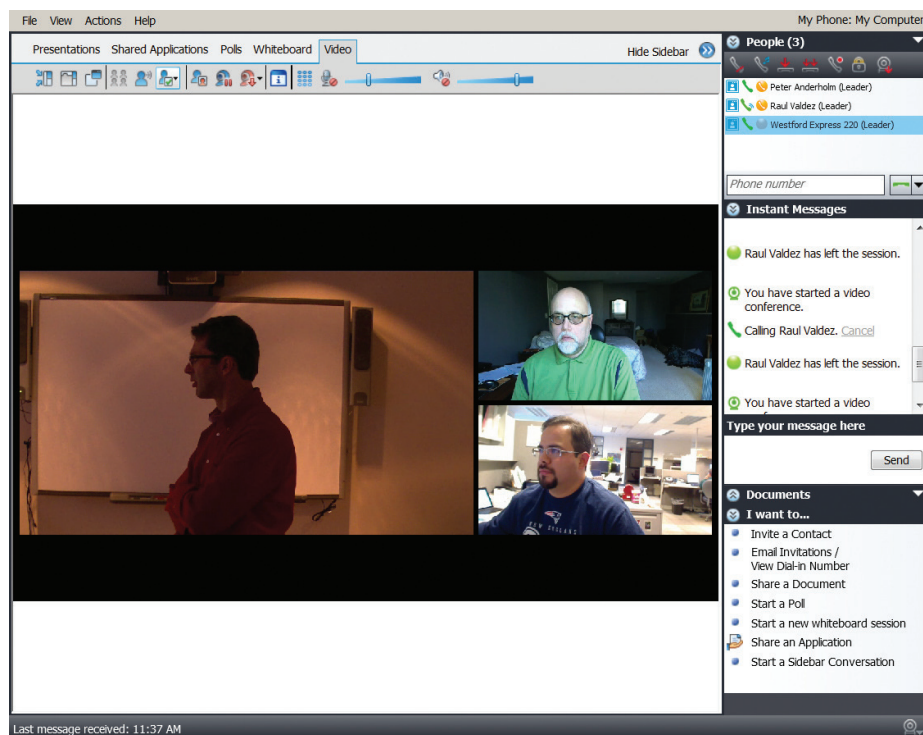 File View Actions Help
My Phone: My Computer
Presentations Shared Applications Polls Whiteboard Video
Hide Sidebar
People (3)
Peter Anderholm (Leader)
Raul Valdez (Leader)
Westford Express 220 (Leader)
Phone number
Instant Messages
Raul Valdez has left the session.
You have started a video
conference.
Calling Raul Valdez. Cancel
Raul Valdez has left the session.
You have started a video
Type your message here
Send
Documents
I want to...
Invite a Contact
Email Invitations /
View Dial-in Number
Share a Document
Start a Poll
Start a new whiteboard session
Share an Application
Start a Sidebar Conversation
NEW ENGLAND
Last message received: 11:37 AM